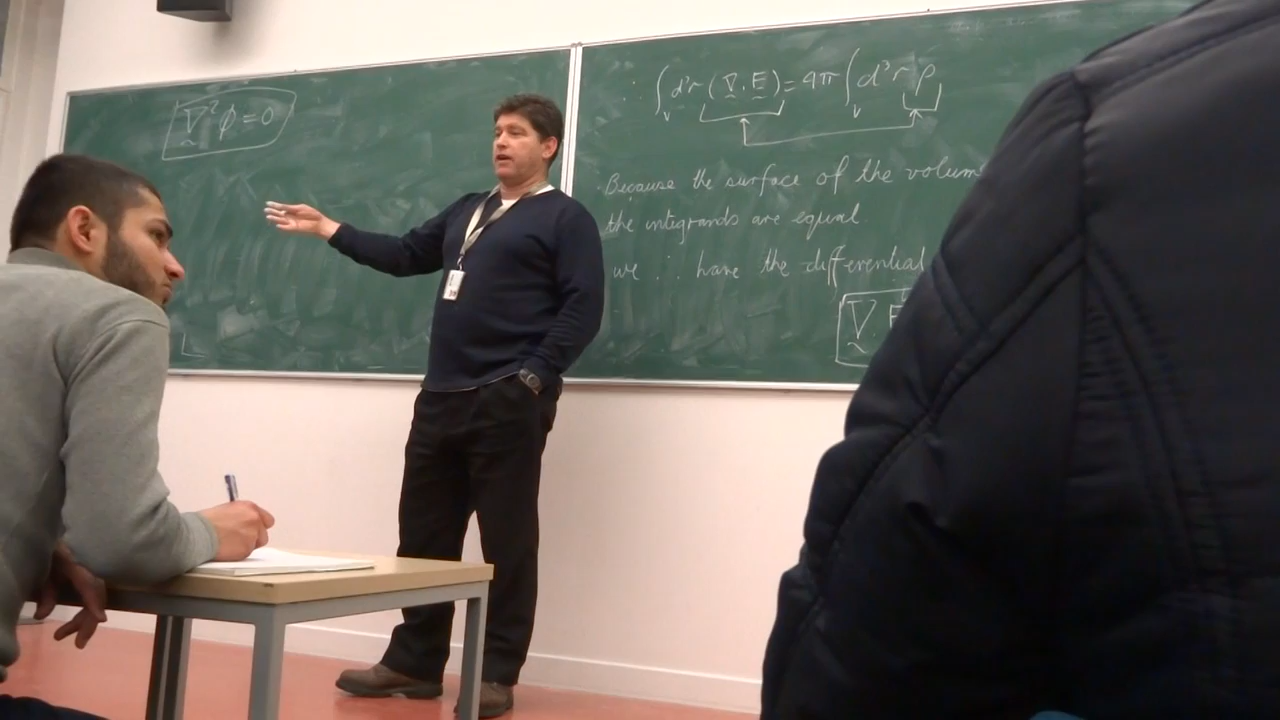 ∇²φ=0
∴ ∫ᵥ d³r (∇·E) = 4π ∫ᵥ d³r ρ
Because the surface of the volum
the integrands are equal.
we ∴ have the differential
∇ E